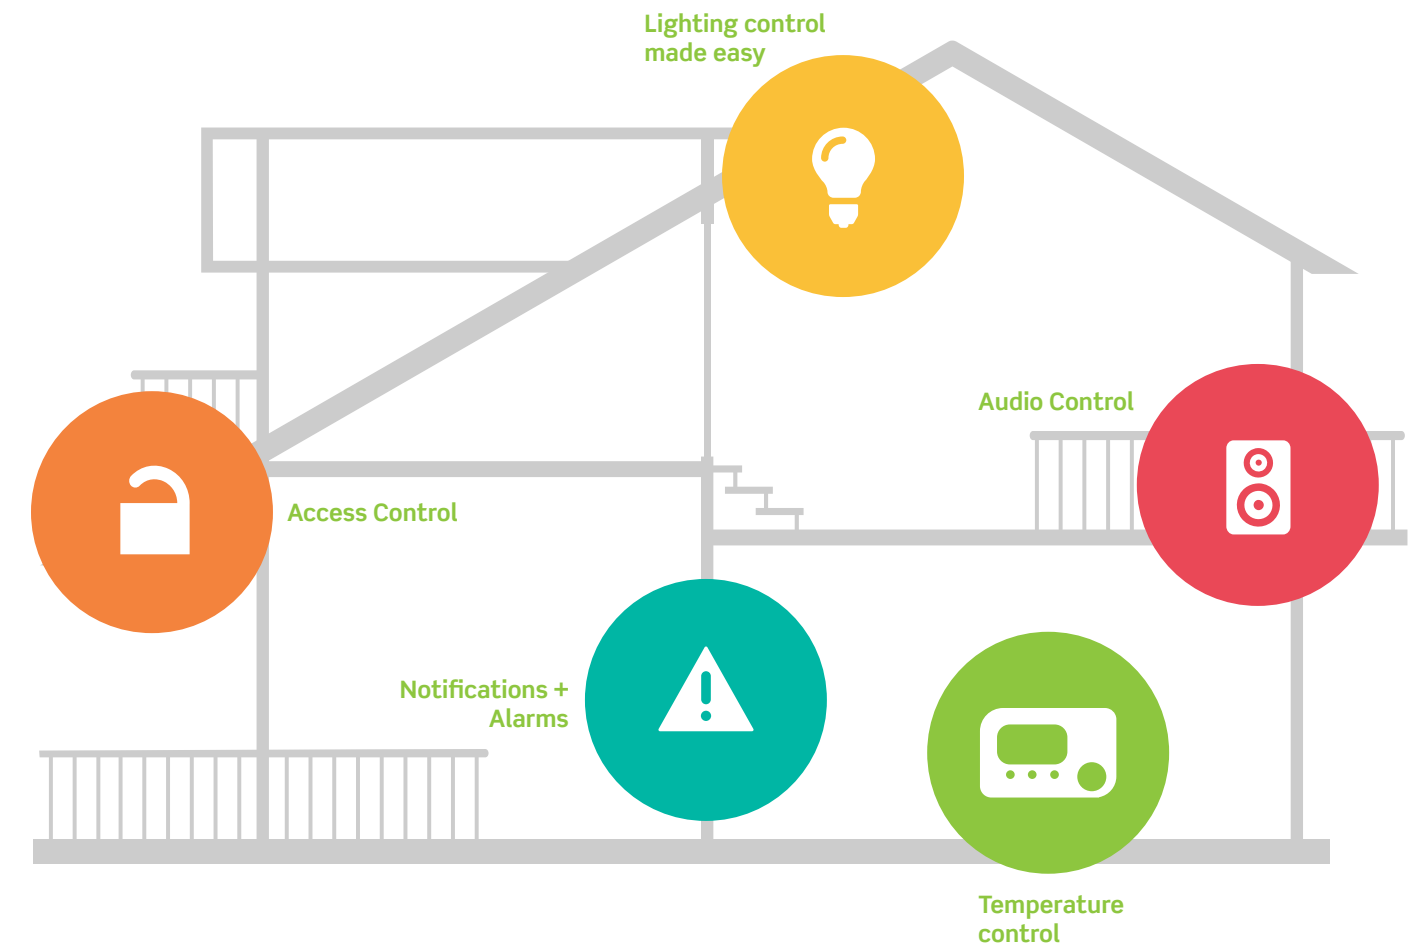 Lighting control
made easy
Audio Control
Access Control
Notifications +
Alarms
Temperature
control